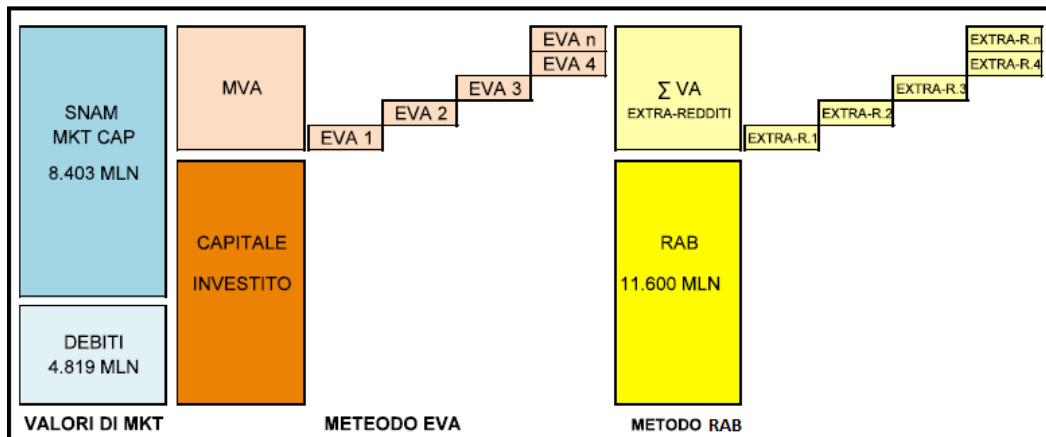 SNAM
MKT CAP
8.403 MLN
DEBITI
4.819 MLN
VALORI DI MKT
MVA
CAPITALE
INVESTITO
EVA 1
EVA 2
EVA 3
EVA 4
EVA n
METEODO EVA
∑ VA
EXTRA-REDDITI
RAB
11.600 MLN
EXTRA-R.1
EXTRA-R.2
EXTRA-R.3
EXTRA-R.4
EXTRA-R.n
METODO RAB